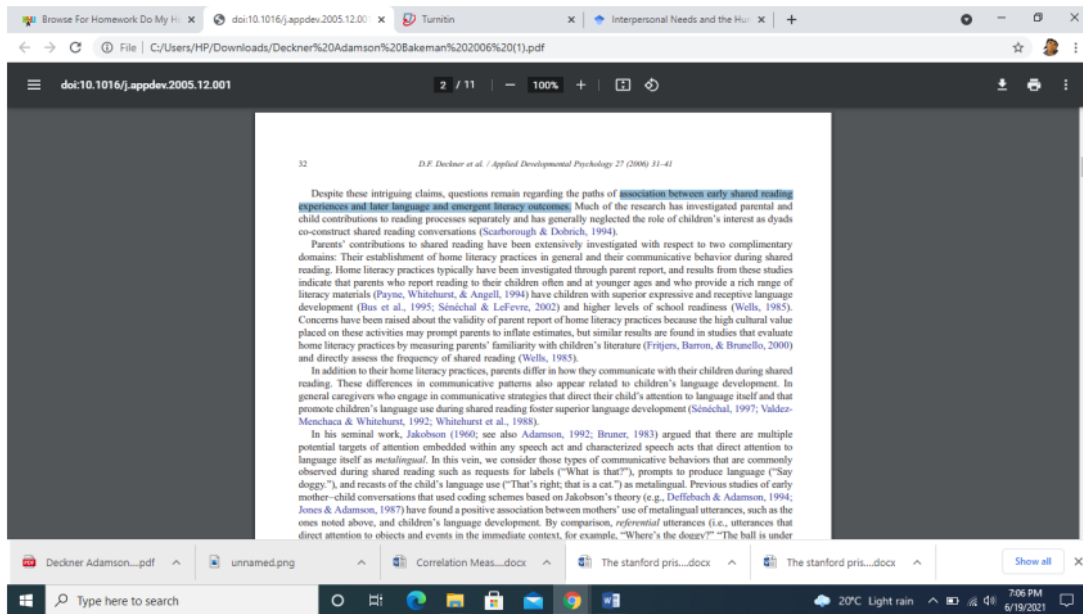 Browse For Homework Do My H
doi:10.1016/j.appdev.2005.12.001
Turnitin
Interpersonal Needs and the Hum
File | C:/Users/HP/Downloads/Deckner%20Adamson%20Bakeman%202006%20(1).pdf
doi:10.1016/j.appdev.2005.12.001
2 / 11 | — 100% +
32 D.F. Deckner et al. / Applied Developmental Psychology 27 (2006) 31–41
Despite these intriguing claims, questions remain regarding the paths of association between early shared reading
experiences and later language and emergent literacy outcomes. Much of the research has investigated parental and
child contributions to reading processes separately and has generally neglected the role of children's interest as dyads
co-construct shared reading conversations (Scarborough & Dobrich, 1994).
Parents' contributions to shared reading have been extensively investigated with respect to two complimentary
domains: Their establishment of home literacy practices in general and their communicative behavior during shared
reading. Home literacy practices typically have been investigated through parent report, and results from these studies
indicate that parents who report reading to their children often and at younger ages and who provide a rich range of
literacy materials (Payne, Whitehurst, & Angell, 1994) have children with superior expressive and receptive language
development (Bus et al., 1995; Sénéchal & LeFevre, 2002) and higher levels of school readiness (Wells, 1985).
Concerns have been raised about the validity of parent report of home literacy practices because the high cultural value
placed on these activities may prompt parents to inflate estimates, but similar results are found in studies that evaluate
home literacy practices by measuring parents' familiarity with children's literature (Fritjers, Barron, & Brunello, 2000)
and directly assess the frequency of shared reading (Wells, 1985).
In addition to their home literacy practices, parents differ in how they communicate with their children during shared
reading. These differences in communicative patterns also appear related to children's language development. In
general caregivers who engage in communicative strategies that direct their child's attention to language itself and that
promote children's language use during shared reading foster superior language development (Sénéchal, 1997; Valdez-
Menchaca & Whitehurst, 1992; Whitehurst et al., 1988).
In his seminal work, Jakobson (1960; see also Adamson, 1992; Bruner, 1983) argued that there are multiple
potential targets of attention embedded within any speech act and characterized speech acts that direct attention to
language itself as metalingual. In this vein, we consider those types of communicative behaviors that are commonly
observed during shared reading such as requests for labels ("What is that?"), prompts to produce language ("Say
doggy."), and recasts of the child's language use ("That's right; that is a cat.") as metalingual. Previous studies of early
mother–child conversations that used coding schemes based on Jakobson's theory (e.g., Deffebach & Adamson, 1994;
Jones & Adamson, 1987) have found a positive association between mothers' use of metalingual utterances, such as the
ones noted above, and children's language development. By comparison, referential utterances (i.e., utterances that
direct attention to objects and events in the immediate context, for example, "Where's the doggy?" "The ball is under
Deckner Adamson....pdf
unnamed.png
Correlation Meas....docx
The stanford pris....docx
The stanford pris....docx
Show all
Type here to search
20°C Light rain
7:06 PM
6/19/2021